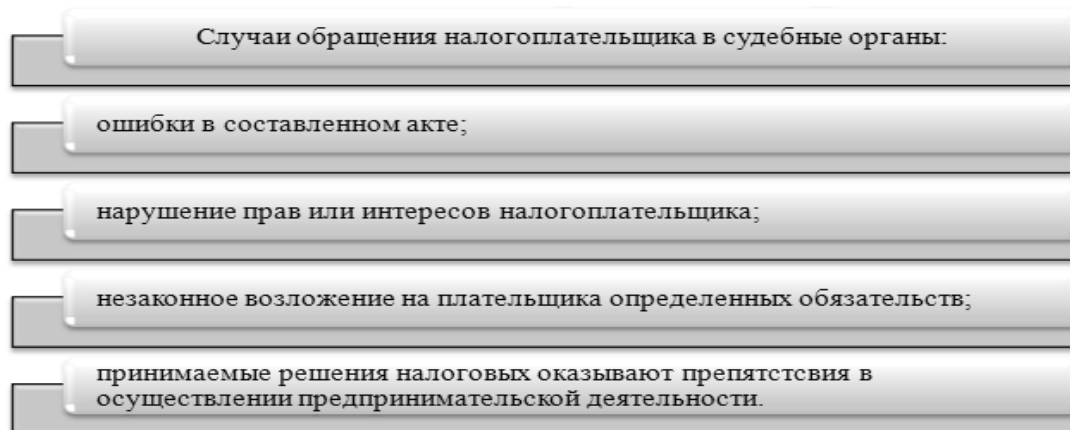 Случаи обращения налогоплательщика в судебные органы:
ошибки в составленном акте;
нарушение прав или интересов налогоплательщика;
незаконное возложение на плательщика определенных обязательств;
принимаемые решения налоговых оказывают препятстсвия в
осуществлении предпринимательской деятельности.